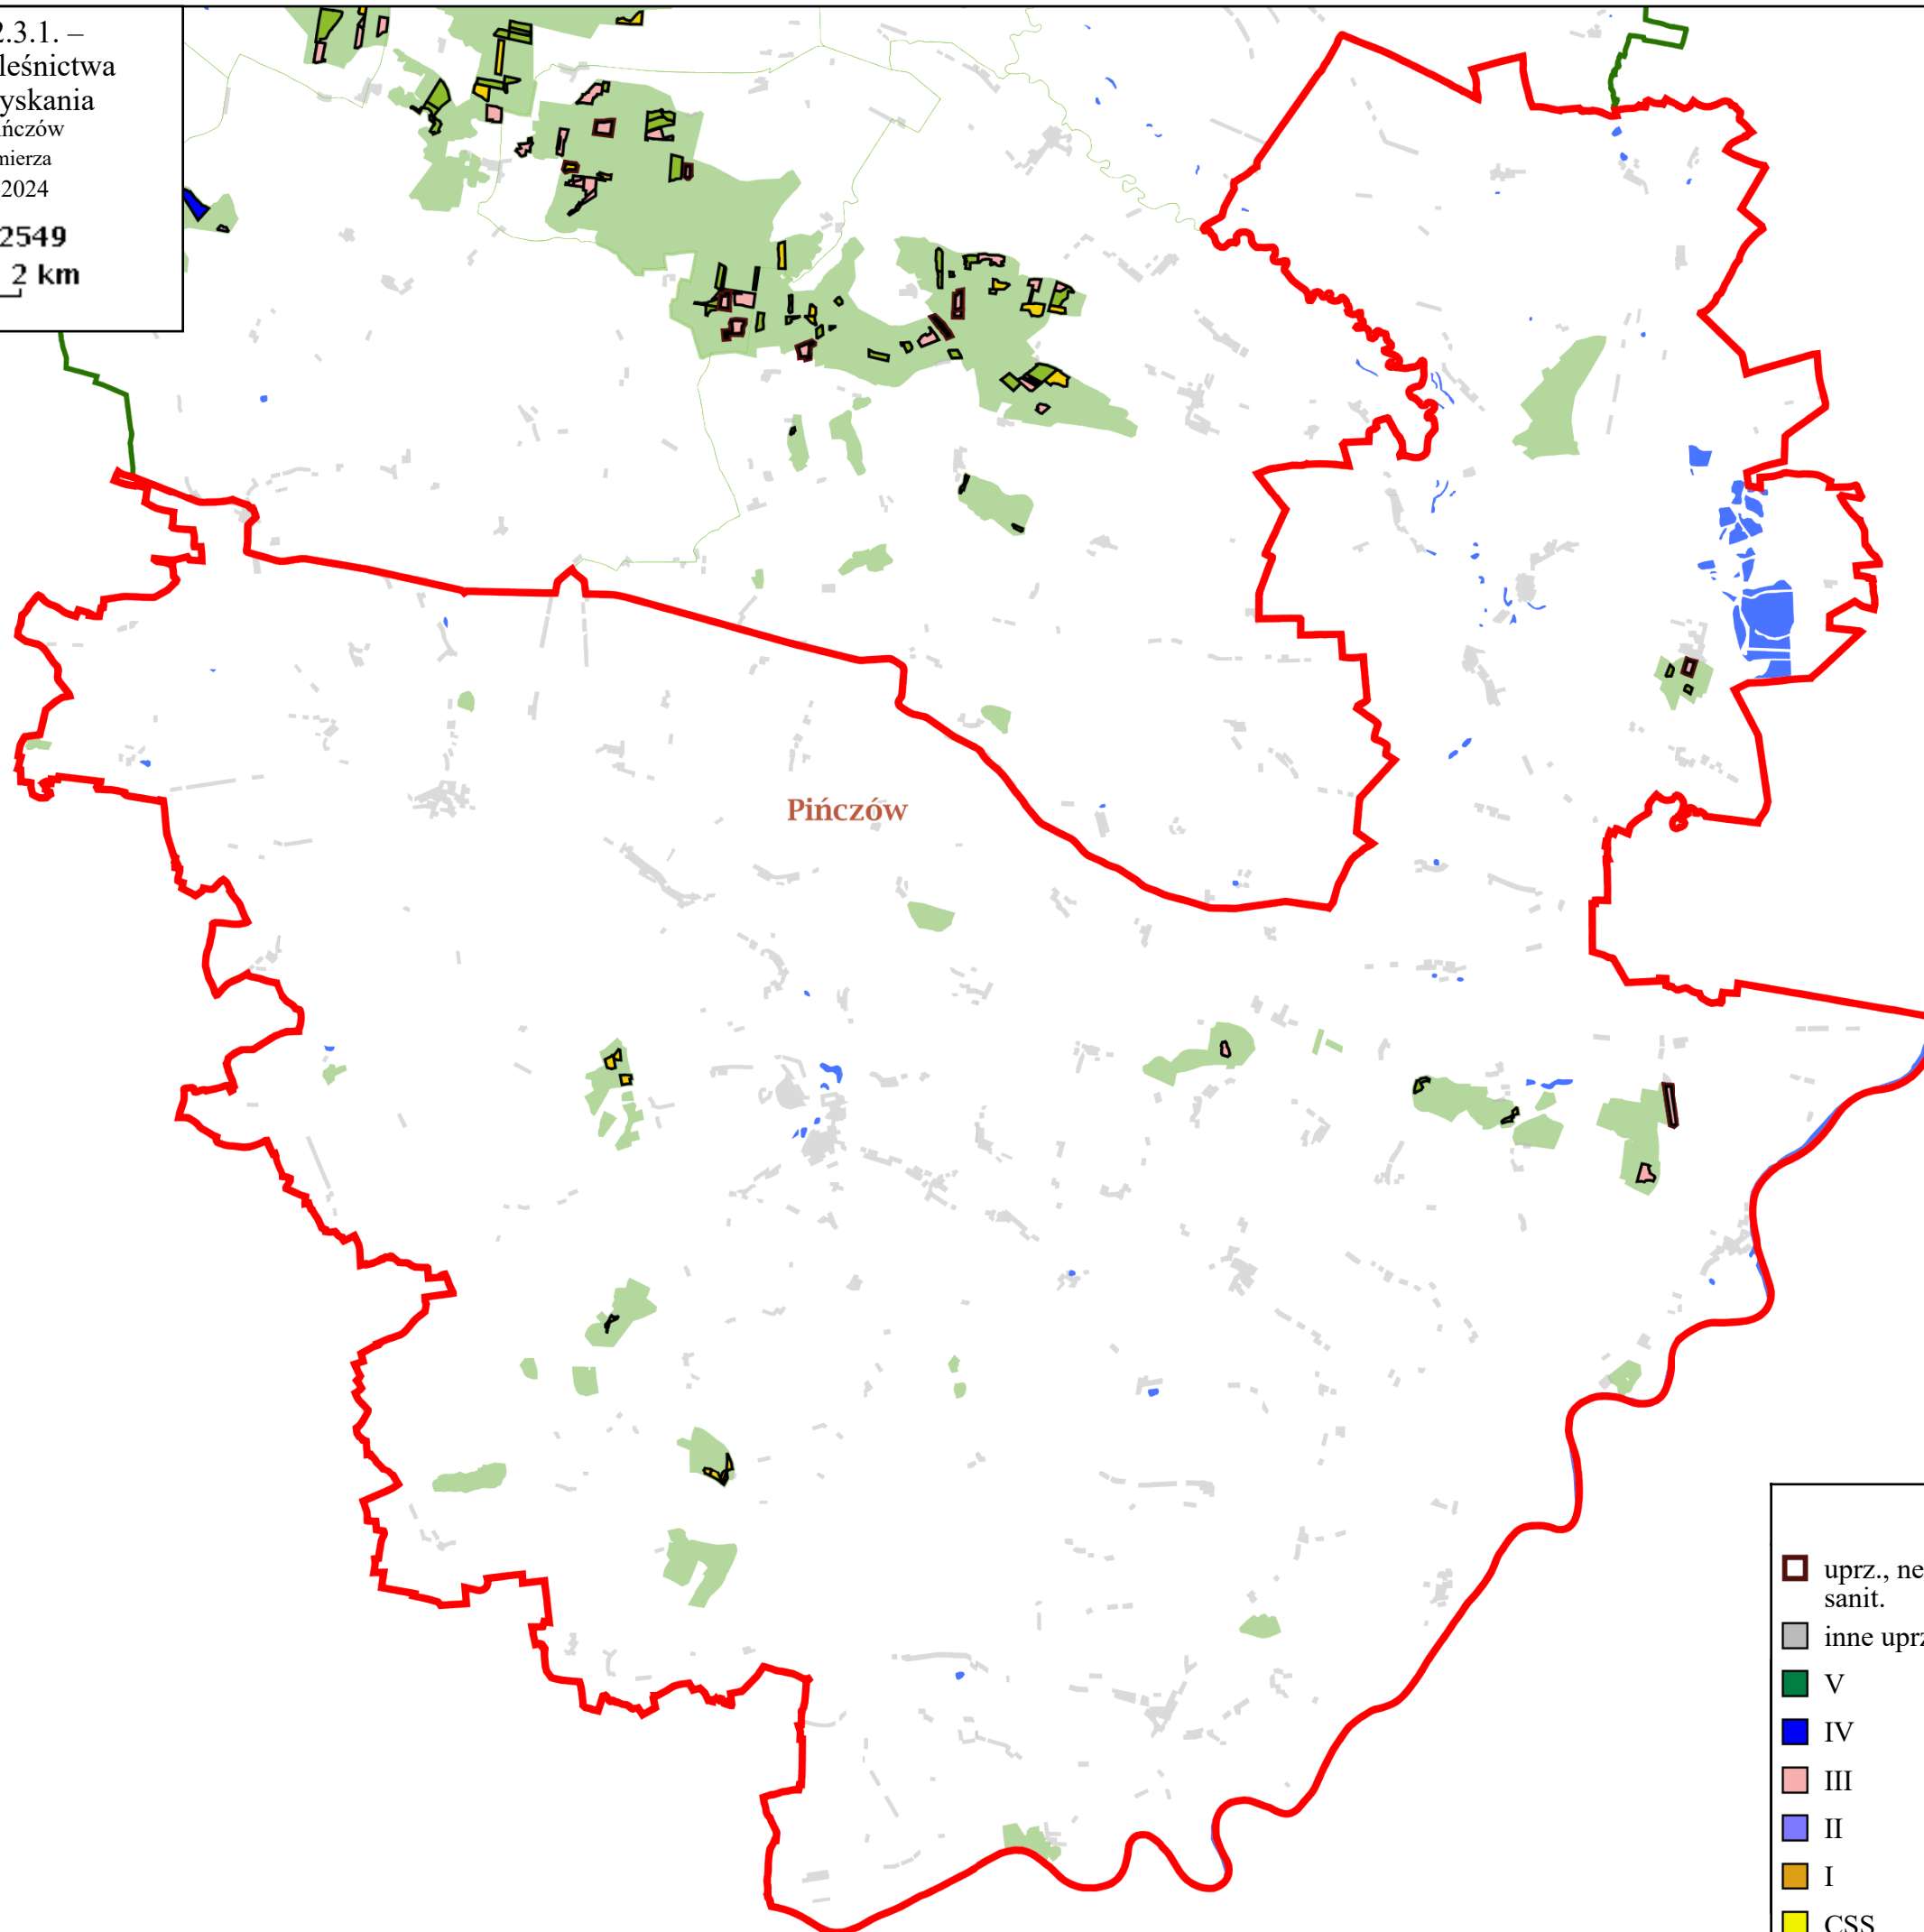 2.3.1. –
leśnictwa
yskania
ińczów
mierza
2024
2549
2 km
Pińczów
uprz., ne
sanit.
inne uprz
V
IV
III
II
I
CSS